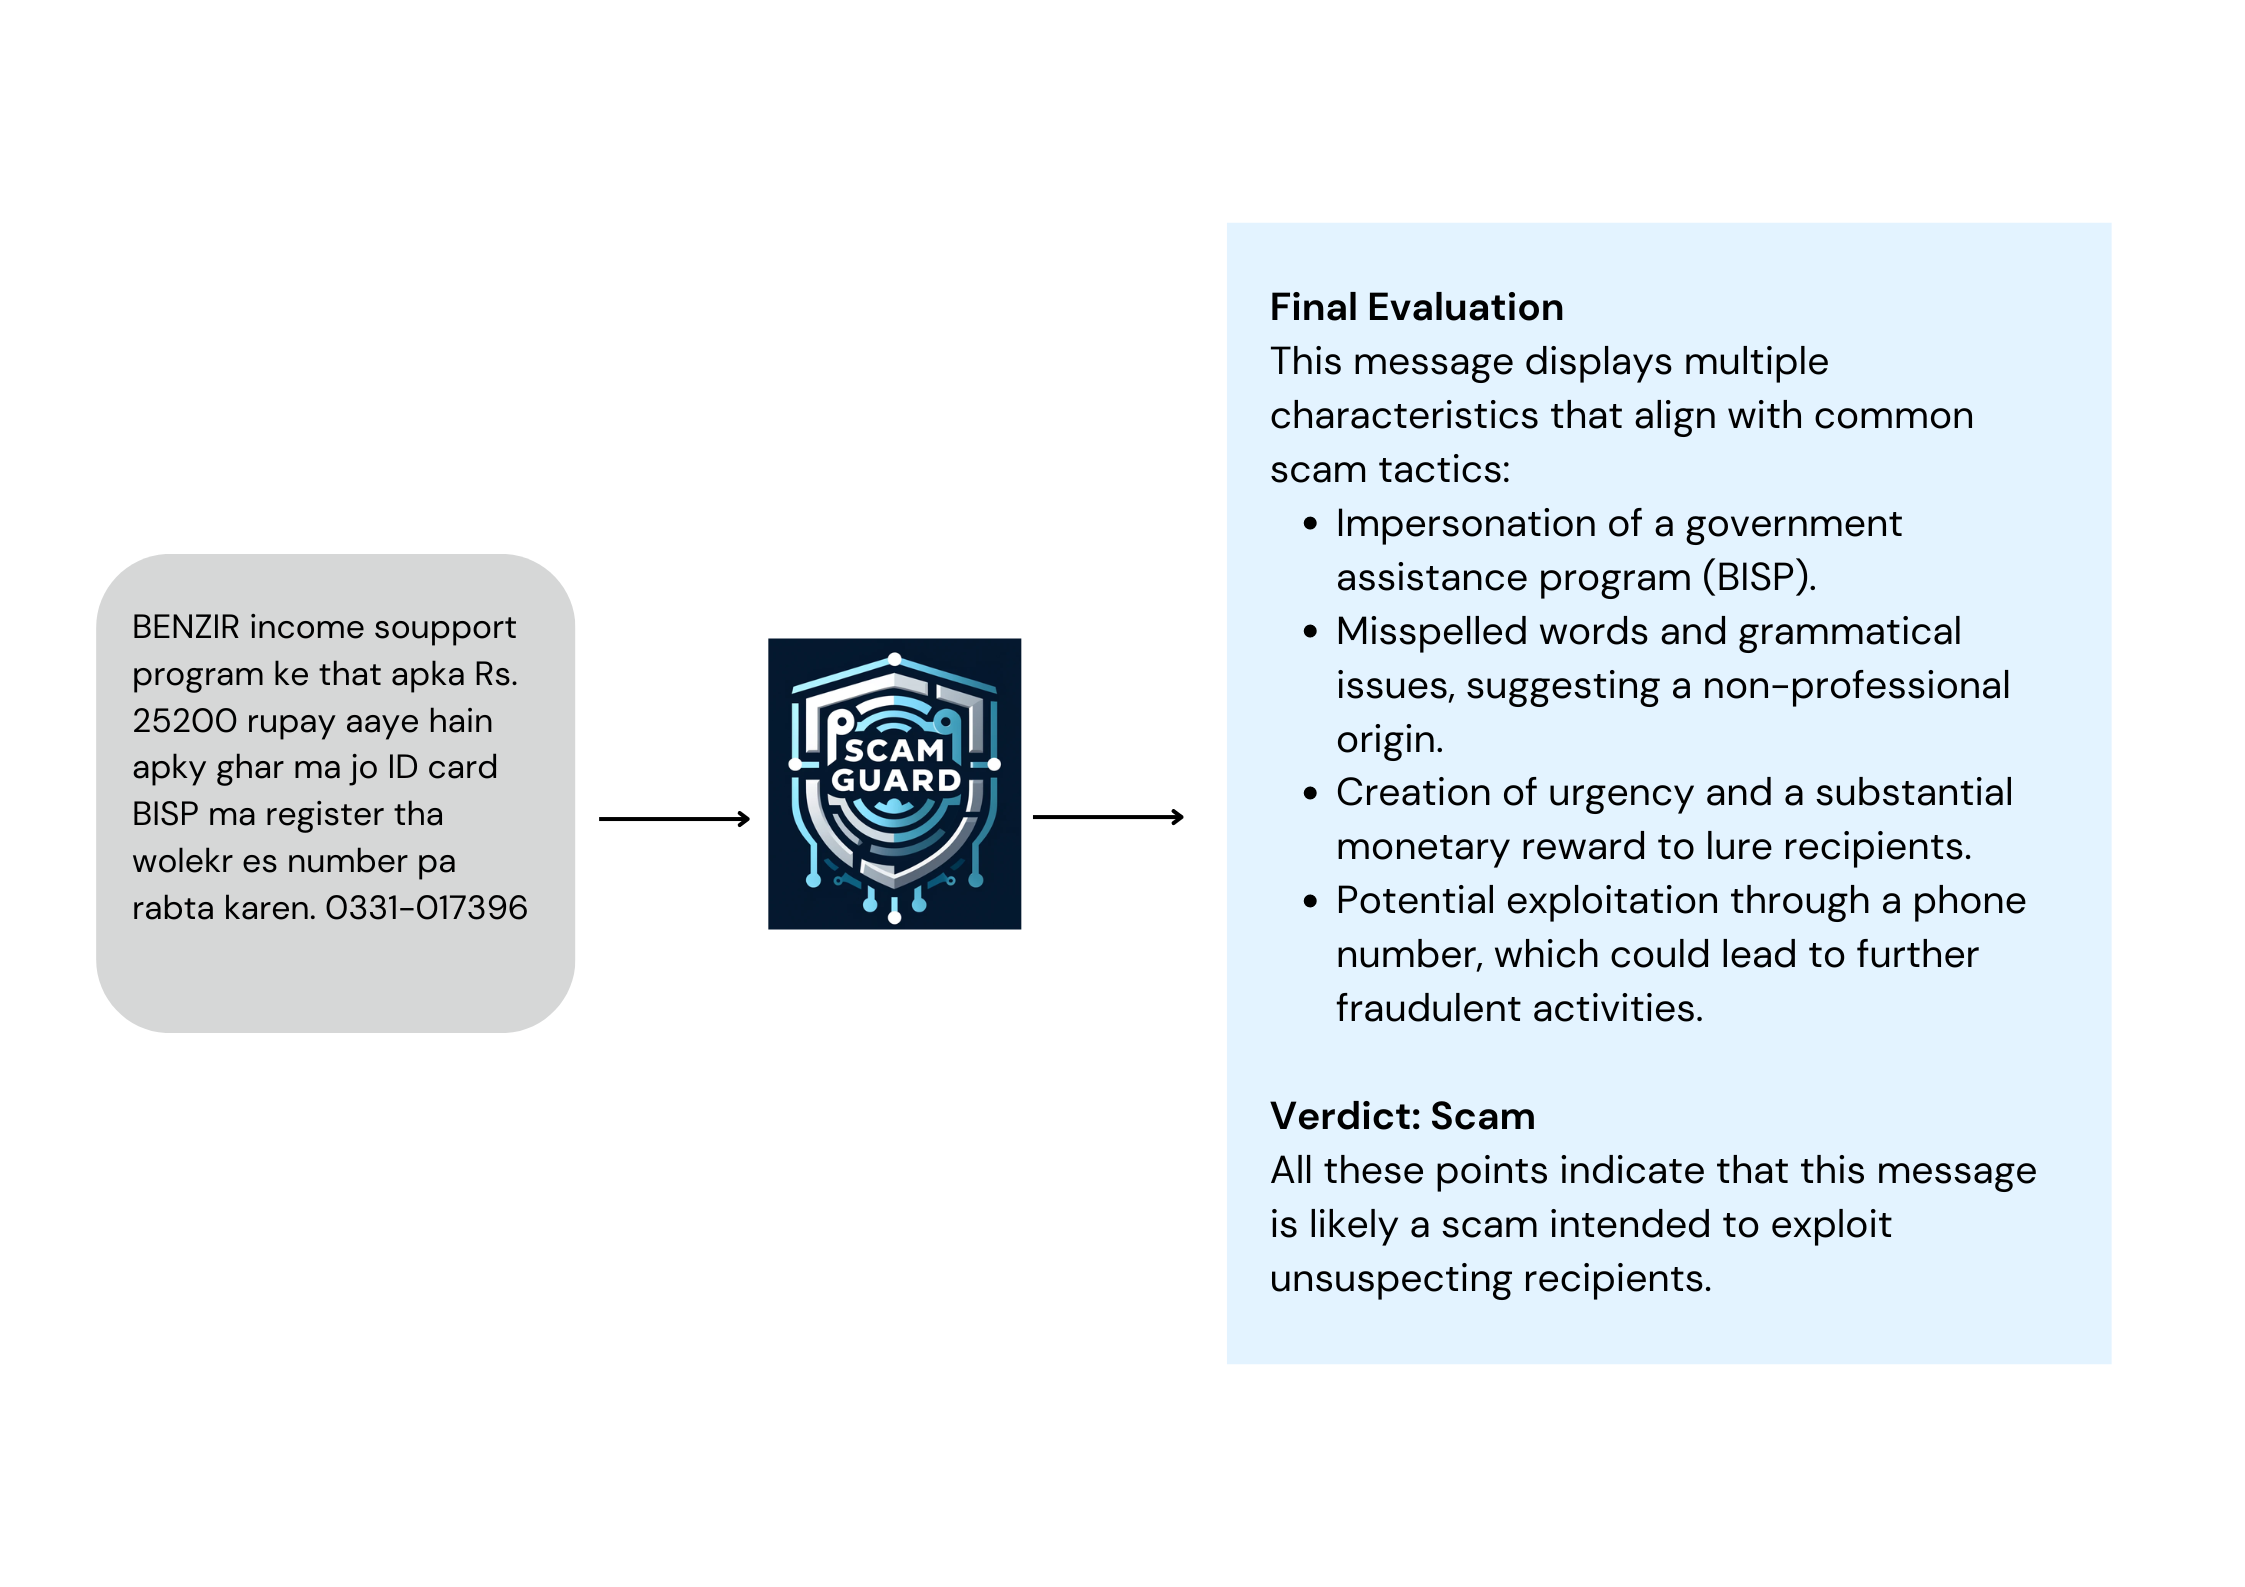 BENZIR income soupport
program ke that apka Rs.
25200 rupay aaye hain
apky ghar ma jo ID card
BISP ma register tha
wolekr es number pa
rabta karen. 0331-017396
SCAM
GUARD
Final Evaluation
This message displays multiple
characteristics that align with common
scam tactics:
• Impersonation of a government
assistance program (BISP).
• Misspelled words and grammatical
issues, suggesting a non-professional
origin.
• Creation of urgency and a substantial
monetary reward to lure recipients.
• Potential exploitation through a phone
number, which could lead to further
fraudulent activities.
Verdict: Scam
All these points indicate that this message
is likely a scam intended to exploit
unsuspecting recipients.